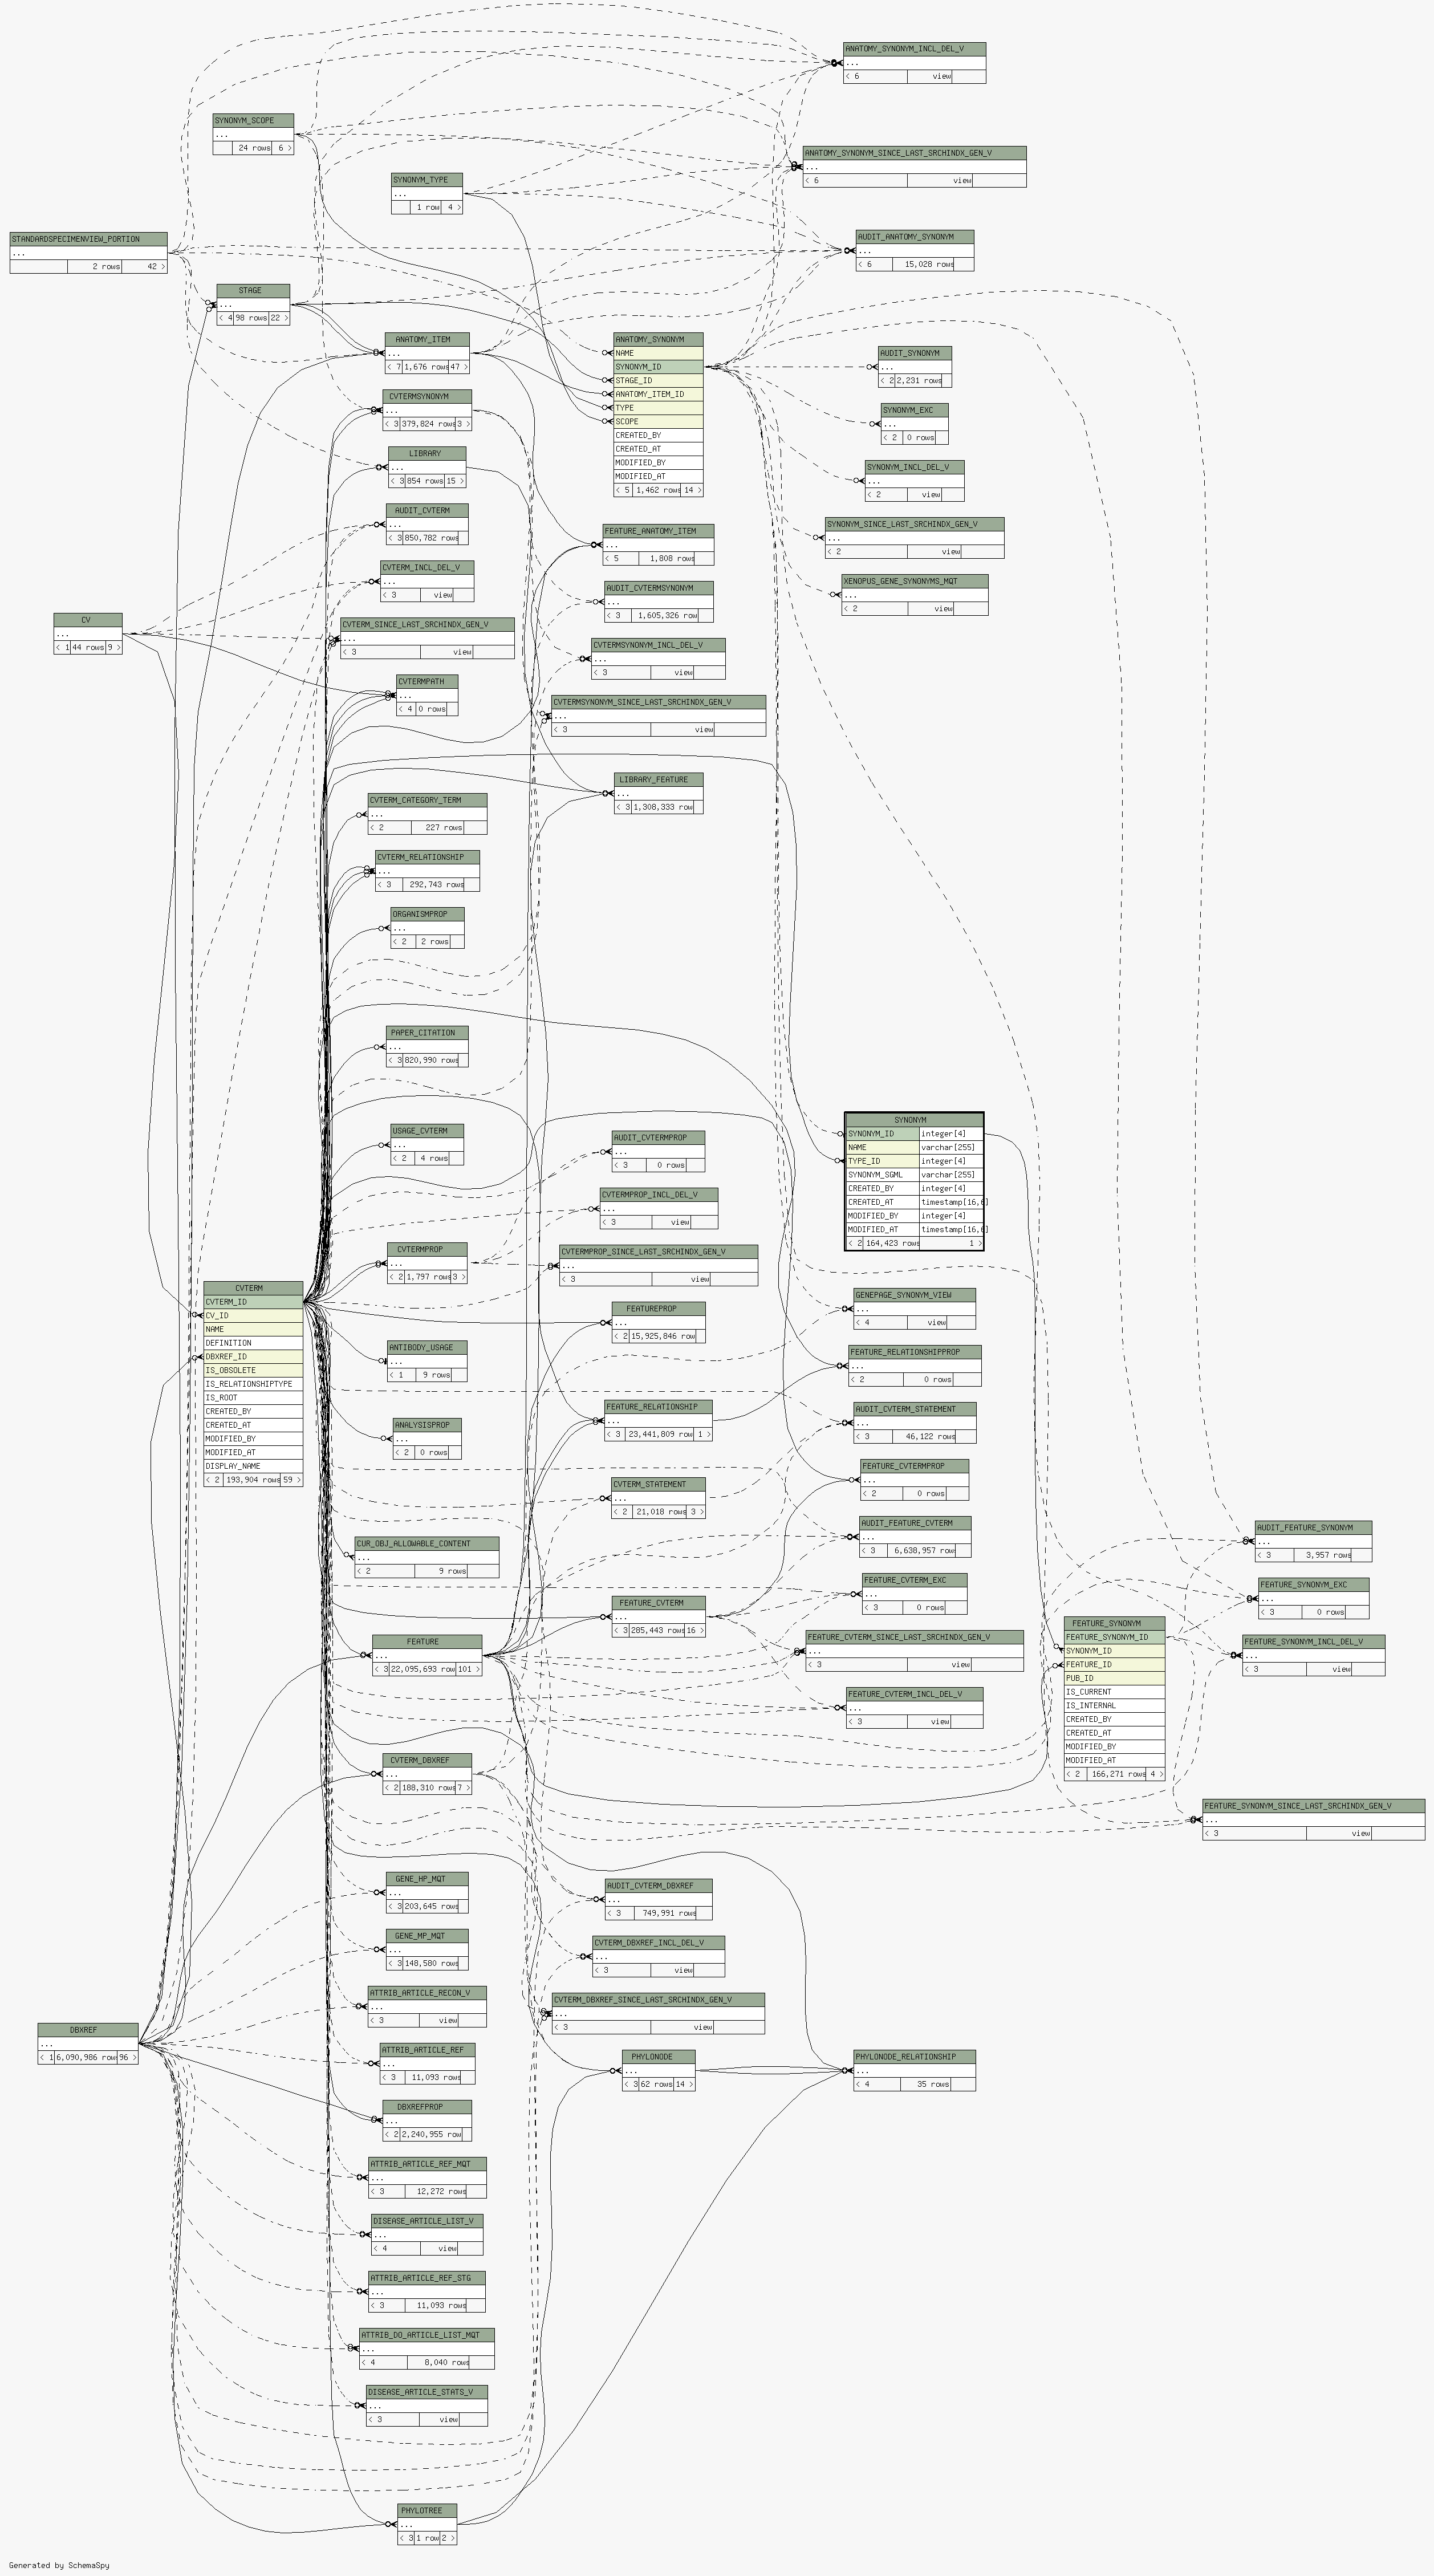 ANATOMY_SYNONYM_INCL_DEL_V
...
< 6 view
SYNONYM_SCOPE
...
24 rows 6 >
ANATOMY_SYNONYM_SINCE_LAST_SRCHINDX_GEN_V
...
< 6 view
SYNONYM_TYPE
...
1 row 4 >
STANDARDSPECIMENVIEW_PORTION
...
2 rows 42 >
AUDIT_ANATOMY_SYNONYM
...
< 6 15,028 rows
STAGE
...
< 4 98 rows 22 >
ANATOMY_ITEM
...
< 7 1,676 rows 47 >
ANATOMY_SYNONYM
NAME
SYNONYM_ID
STAGE_ID
ANATOMY_ITEM_ID
TYPE
SCOPE
CREATED_BY
CREATED_AT
MODIFIED_BY
MODIFIED_AT
< 5 1,462 rows 14 >
AUDIT_SYNONYM
...
< 2 2,231 rows
CVTERMSYNONYM
...
< 3 379,824 rows 3 >
SYNONYM_EXC
...
< 2 0 rows
LIBRARY
...
< 3 854 rows 15 >
SYNONYM_INCL_DEL_V
...
< 2 view
AUDIT_CVTERM
...
< 3 850,782 rows
SYNONYM_SINCE_LAST_SRCHINDX_GEN_V
...
< 2 view
FEATURE_ANATOMY_ITEM
...
< 5 1,808 rows
CVTERM_INCL_DEL_V
...
< 3 view
XENOPUS_GENE_SYNONYMS_MQT
...
< 2 view
AUDIT_CVTERMSYNONYM
...
< 3 1,605,326 row
CV
...
< 1 44 rows 9 >
CVTERM_SINCE_LAST_SRCHINDX_GEN_V
...
< 3 view
CVTERMSYNONYM_INCL_DEL_V
...
< 3 view
CVTERMPATH
...
< 4 0 rows
CVTERMSYNONYM_SINCE_LAST_SRCHINDX_GEN_V
...
< 3 view
LIBRARY_FEATURE
...
< 3 1,308,333 row
CVTERM_CATEGORY_TERM
...
< 2 227 rows
CVTERM_RELATIONSHIP
...
< 3 292,743 rows
ORGANISMPROP
...
< 2 2 rows
PAPER_CITATION
...
< 3 820,990 rows
USAGE_CVTERM
...
< 2 4 rows
AUDIT_CVTERMPROP
...
< 3 0 rows
SYNONYM
SYNONYM_ID integer[4]
NAME varchar[255]
TYPE_ID integer[4]
SYNONYM_SGML varchar[255]
CREATED_BY integer[4]
CREATED_AT timestamp[16,6]
MODIFIED_BY integer[4]
MODIFIED_AT timestamp[16,6]
< 2 164,423 rows 1 >
CVTERMPROP_INCL_DEL_V
...
< 3 view
CVTERMPROP
...
< 2 1,797 rows 3 >
CVTERMPROP_SINCE_LAST_SRCHINDX_GEN_V
...
< 3 view
CVTERM
CVTERM_ID
CV_ID
NAME
DEFINITION
DBXREF_ID
IS_OBSOLETE
IS_RELATIONSHIPTYPE
IS_ROOT
CREATED_BY
CREATED_AT
MODIFIED_BY
MODIFIED_AT
DISPLAY_NAME
< 2 193,904 rows 59 >
GENEPAGE_SYNONYM_VIEW
...
< 4 view
FEATUREPROP
...
< 2 15,925,846 row
ANTIBODY_USAGE
...
< 1 9 rows
FEATURE_RELATIONSHIPPROP
...
< 2 0 rows
FEATURE_RELATIONSHIP
...
< 3 23,441,809 row 1 >
AUDIT_CVTERM_STATEMENT
...
< 3 46,122 rows
ANALYSISPROP
...
< 2 0 rows
FEATURE_CVTERMPROP
...
< 2 0 rows
CVTERM_STATEMENT
...
< 2 21,018 rows 3 >
AUDIT_FEATURE_CVTERM
...
< 3 6,638,957 row
AUDIT_FEATURE_SYNONYM
...
< 3 3,957 rows
CUR_OBJ_ALLOWABLE_CONTENT
...
< 2 9 rows
FEATURE_CVTERM_EXC
...
< 3 0 rows
FEATURE_SYNONYM_EXC
...
< 3 0 rows
FEATURE_CVTERM
...
< 3 285,443 rows 16 >
FEATURE_SYNONYM
FEATURE_SYNONYM_ID
SYNONYM_ID
FEATURE_ID
PUB_ID
IS_CURRENT
IS_INTERNAL
CREATED_BY
CREATED_AT
MODIFIED_BY
MODIFIED_AT
< 2 166,271 rows 4 >
FEATURE
...
< 3 22,095,693 row 101 >
FEATURE_CVTERM_SINCE_LAST_SRCHINDX_GEN_V
...
< 3 view
FEATURE_SYNONYM_INCL_DEL_V
...
< 3 view
FEATURE_CVTERM_INCL_DEL_V
...
< 3 view
CVTERM_DBXREF
...
< 2 188,310 rows 7 >
FEATURE_SYNONYM_SINCE_LAST_SRCHINDX_GEN_V
...
< 3 view
GENE_HP_MQT
...
< 3 203,645 rows
AUDIT_CVTERM_DBXREF
...
< 3 749,991 rows
GENE_MP_MQT
...
< 3 148,580 rows
CVTERM_DBXREF_INCL_DEL_V
...
< 3 view
ATTRIB_ARTICLE_RECON_V
...
< 3 view
CVTERM_DBXREF_SINCE_LAST_SRCHINDX_GEN_V
...
< 3 view
DBXREF
...
< 1 6,090,986 row 96 >
ATTRIB_ARTICLE_REF
...
< 3 11,093 rows
PHYLONODE
...
< 3 62 rows 14 >
PHYLONODE_RELATIONSHIP
...
< 4 35 rows
DBXREFPROP
...
< 2 2,240,955 row
ATTRIB_ARTICLE_REF_MQT
...
< 3 12,272 rows
DISEASE_ARTICLE_LIST_V
...
< 4 view
ATTRIB_ARTICLE_REF_STG
...
< 3 11,093 rows
ATTRIB_DO_ARTICLE_LIST_MQT
...
< 4 8,040 rows
DISEASE_ARTICLE_STATS_V
...
< 3 view
PHYLOTREE
...
< 3 1 row 2 >
Generated by SchemaSpy